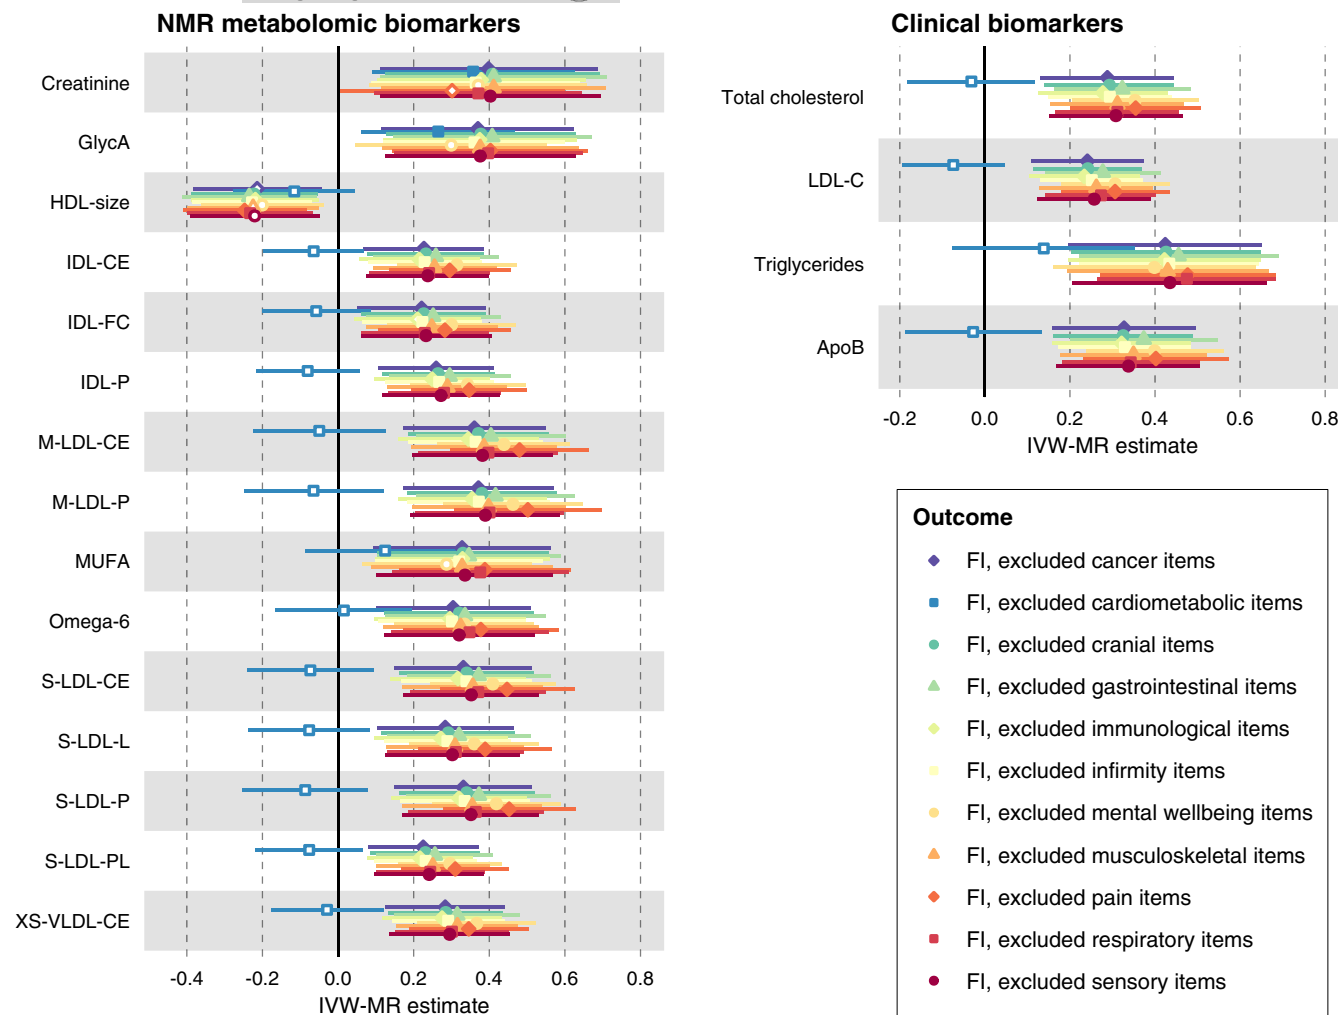 NMR metabolomic biomarkers
Creatinine
GlycA
HDL-size
IDL-CE
IDL-FC
IDL-P
M-LDL-CE
M-LDL-P
MUFA
Omega-6
S-LDL-CE
S-LDL-L
S-LDL-P
S-LDL-PL
XS-VLDL-CE
-0.4 -0.2 0.0 0.2 0.4 0.6 0.8
IVW-MR estimate
Clinical biomarkers
Total cholesterol
LDL-C
Triglycerides
ApoB
-0.2 0.0 0.2 0.4 0.6 0.8
IVW-MR estimate
Outcome
FI, excluded cancer items
FI, excluded cardiometabolic items
FI, excluded cranial items
FI, excluded gastrointestinal items
FI, excluded immunological items
FI, excluded infirmity items
FI, excluded mental wellbeing items
FI, excluded musculoskeletal items
FI, excluded pain items
FI, excluded respiratory items
FI, excluded sensory items